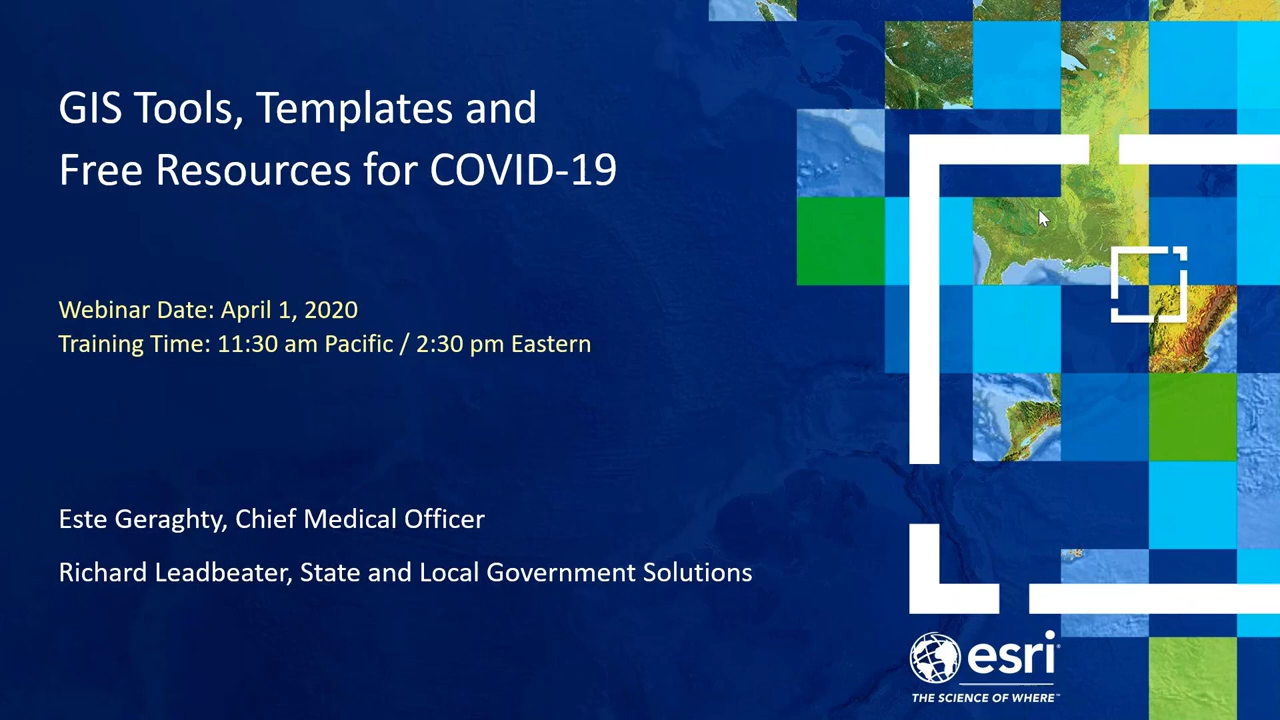 GIS Tools, Templates and
Free Resources for COVID-19
Webinar Date: April 1, 2020
Training Time: 11:30 am Pacific / 2:30 pm Eastern
Este Geraghty, Chief Medical Officer
Richard Leadbeater, State and Local Government Solutions
esri
THE SCIENCE OF WHERE™